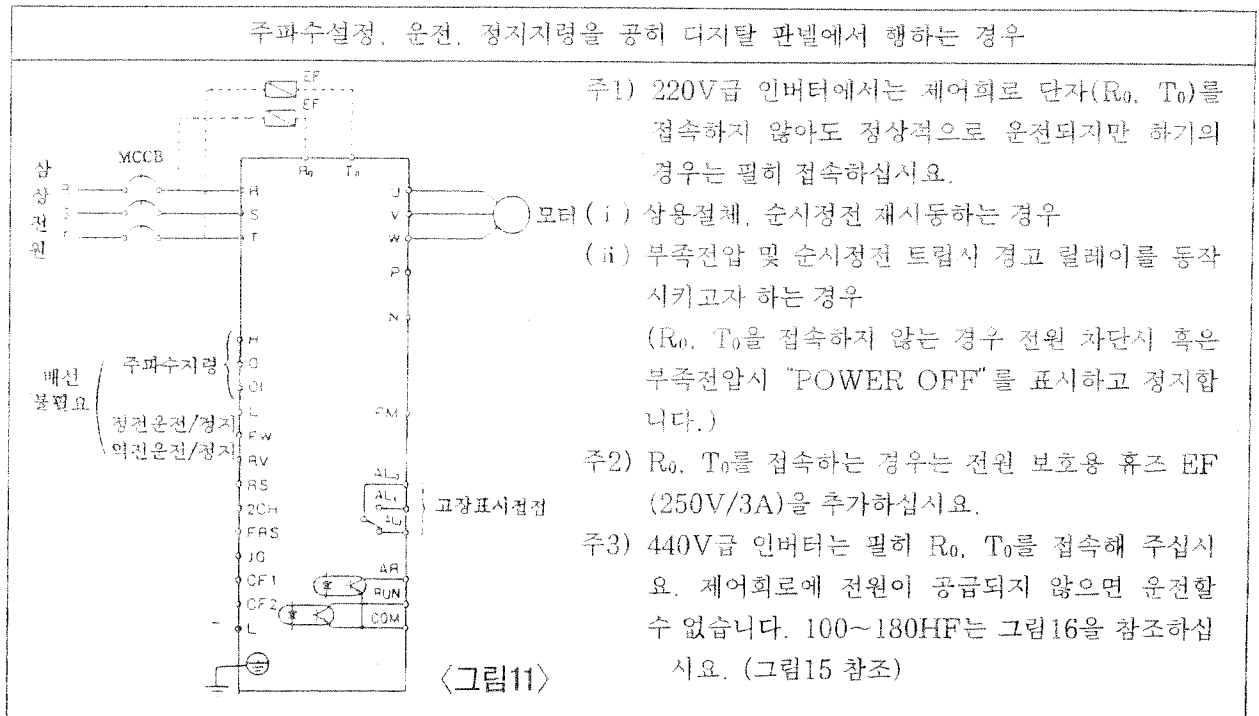 주파수설정, 운전, 정지지령을 공히 디지탈 판넬에서 행하는 경우
EF
EF
MCCB
R₀ T₀
삼상전원
R
S
T
R
S
T
U
V
W
모터
P
N
H
O
OI
L
FW
RV
RS
2CH
FRS
JG
CF1
CF2
L
주파수지령
배선
불필요
정전운전/정지
역전운전/정지
FM
AL₀
AL₁
고장표시접점
AR
RUN
COM
〈그림11〉
주1) 220V급 인버터에서는 제어회로 단자(R₀, T₀)를
접속하지 않아도 정상적으로 운전되기만 하기의
경우는 필히 접속하십시요.
(i) 상용절체, 순시정전 재시동하는 경우
(ii) 부족전압 및 순시정전 트립시 경고 릴레이를 동작
시키고자 하는 경우
(R₀, T₀을 접속하지 않는 경우 전원 차단시 혹은
부족전압시 "POWER OFF"를 표시하고 정지합
니다.)
주2) R₀, T₀를 접속하는 경우는 전원 보호용 휴즈 EF
(250V/3A)을 추가하십시요.
주3) 440V급 인버터는 필히 R₀, T₀를 접속해 주십시
요. 제어회로에 전원이 공급되지 않으면 운전할
수 없습니다. 100~180HF는 그림16을 참조하십
시요. (그림15 참조)